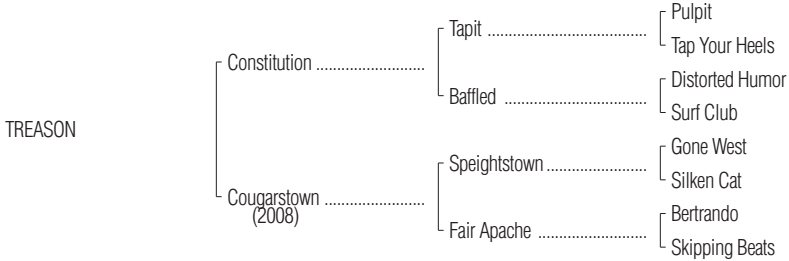 Pulpit
Tapit ....................................
Tap Your Heels
Constitution .........................
Distorted Humor
Baffled ................................
Surf Club
TREASON
Gone West
Speightstown .......................
Silken Cat
Cougarstown .......................
(2008)
Bertrando
Fair Apache .........................
Skipping Beats